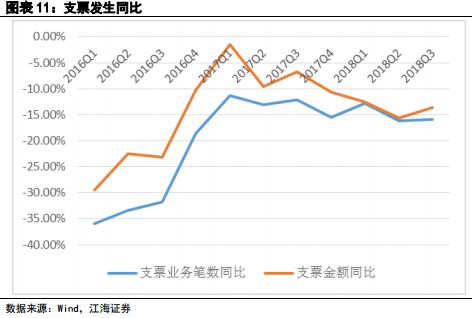 图表 11：支票发生同比
0.00%
-5.00%
-10.00%
-15.00%
-20.00%
-25.00%
-30.00%
-35.00%
-40.00%
2016Q1
2016Q2
2016Q3
2016Q4
2017Q1
2017Q2
2017Q3
2017Q4
2018Q1
2018Q2
2018Q3
支票业务笔数同比
支票金额同比
数据来源：Wind，江海证券